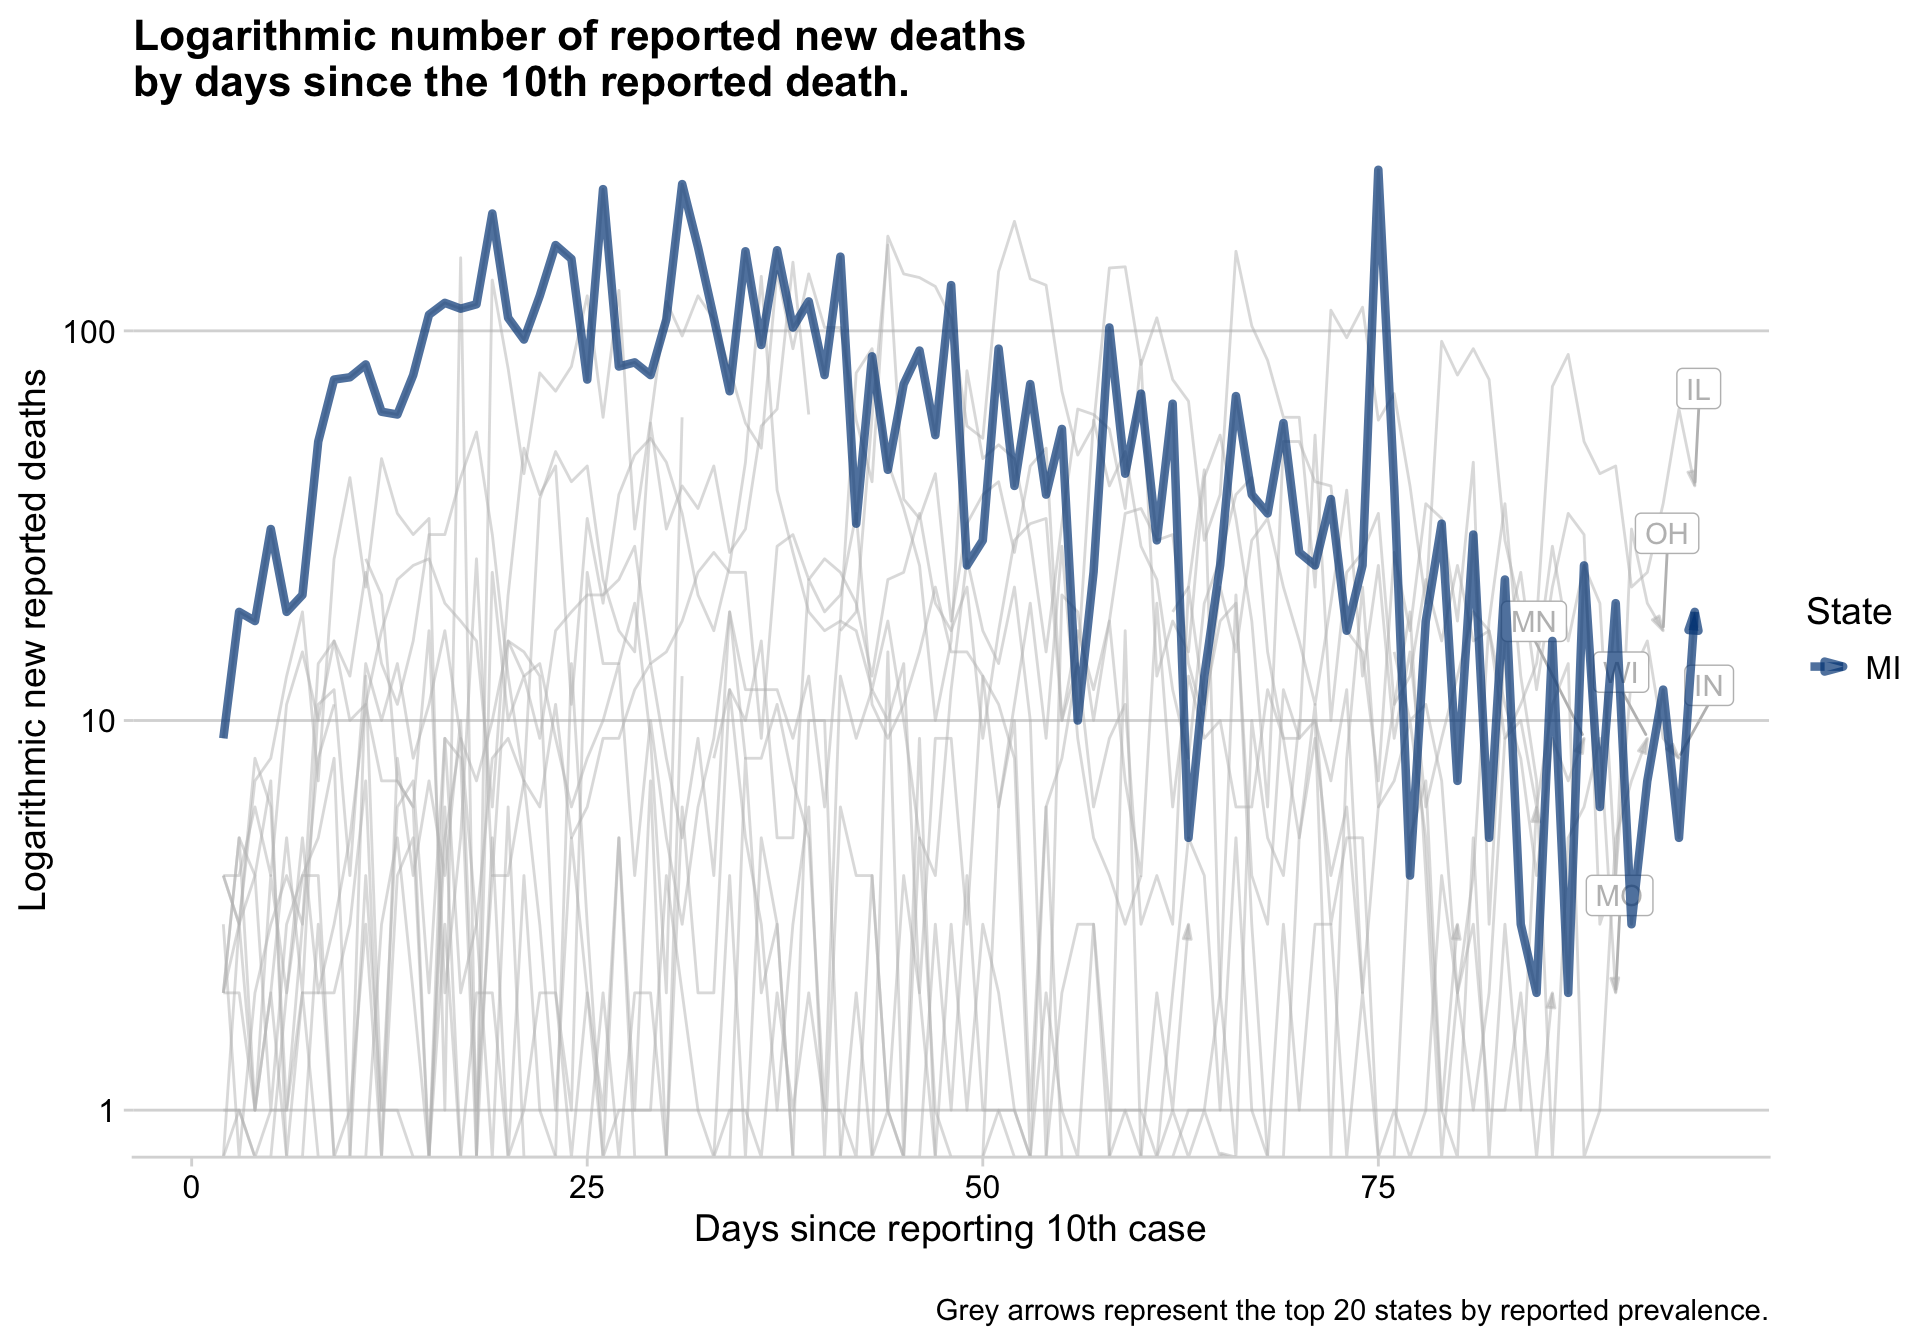 Logarithmic number of reported new deaths
by days since the 10th reported death.
Logarithmic new reported deaths
100
10
1
0
25
50
75
Days since reporting 10th case
IL
OH
MN
WI
IN
MO
State
MI
Grey arrows represent the top 20 states by reported prevalence.